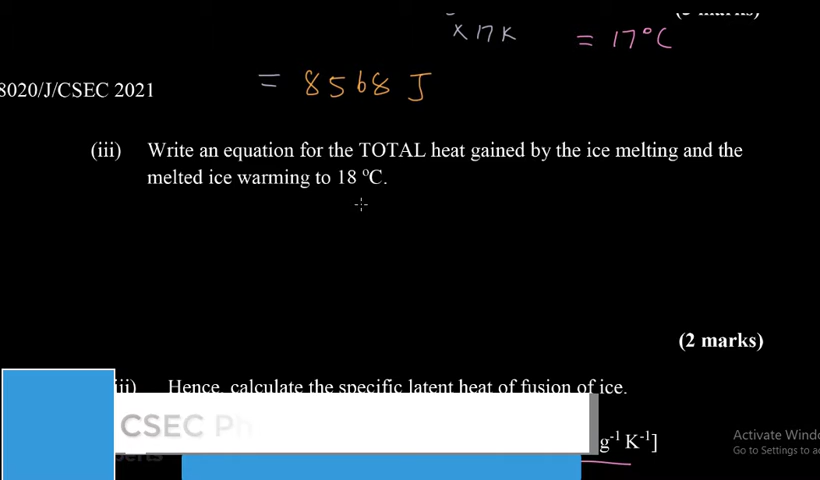 × 17 K
= 17°C
8020/J/CSEC 2021
= 8568 J
(iii) Write an equation for the TOTAL heat gained by the ice melting and the
melted ice warming to 18 °C.
(2 marks)
Hence, calculate the specific latent heat of fusion of ice.
CSEC
g⁻¹ K⁻¹]
Activate
Go to Settings to